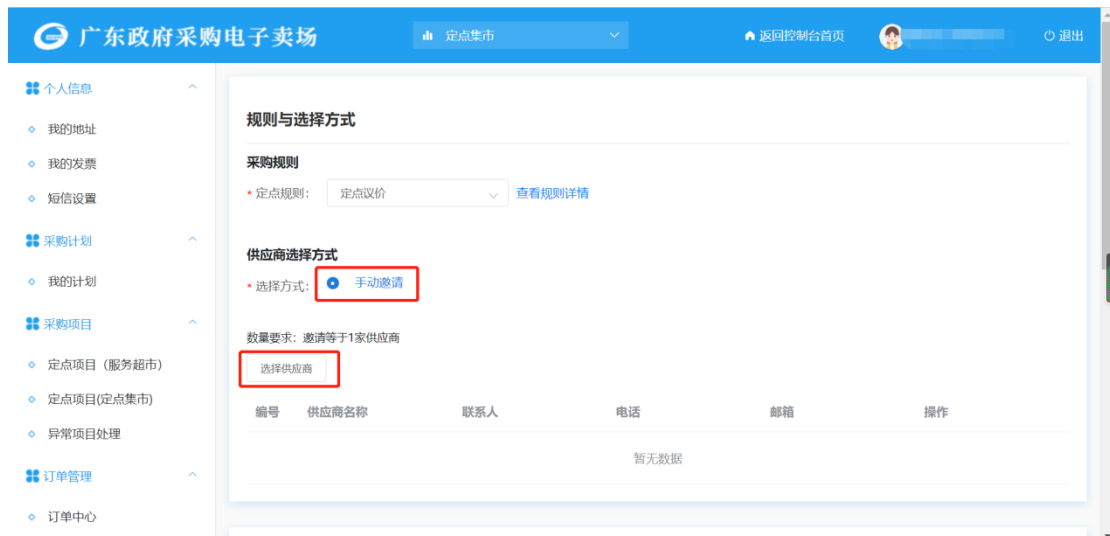 广东政府采购电子卖场
定点集市
返回控制台首页
退出
个人信息
我的地址
我的发票
短信设置
采购计划
我的计划
采购项目
定点项目（服务超市）
定点项目(定点集市)
异常项目处理
订单管理
订单中心
规则与选择方式
采购规则
* 定点规则： 定点议价 查看规则详情
供应商选择方式
* 选择方式： 手动邀请
数量要求：邀请等于1家供应商
选择供应商
编号 供应商名称 联系人 电话 邮箱 操作
暂无数据